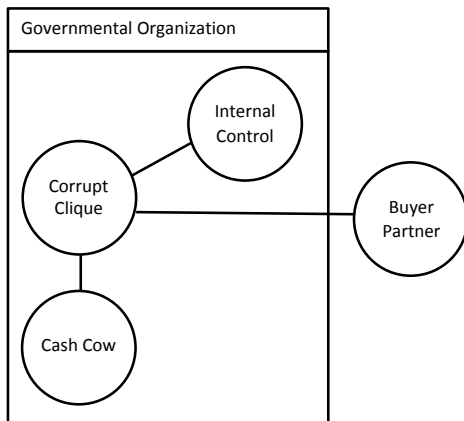 Governmental Organization
Internal
Control
Corrupt
Clique
Buyer
Partner
Cash Cow